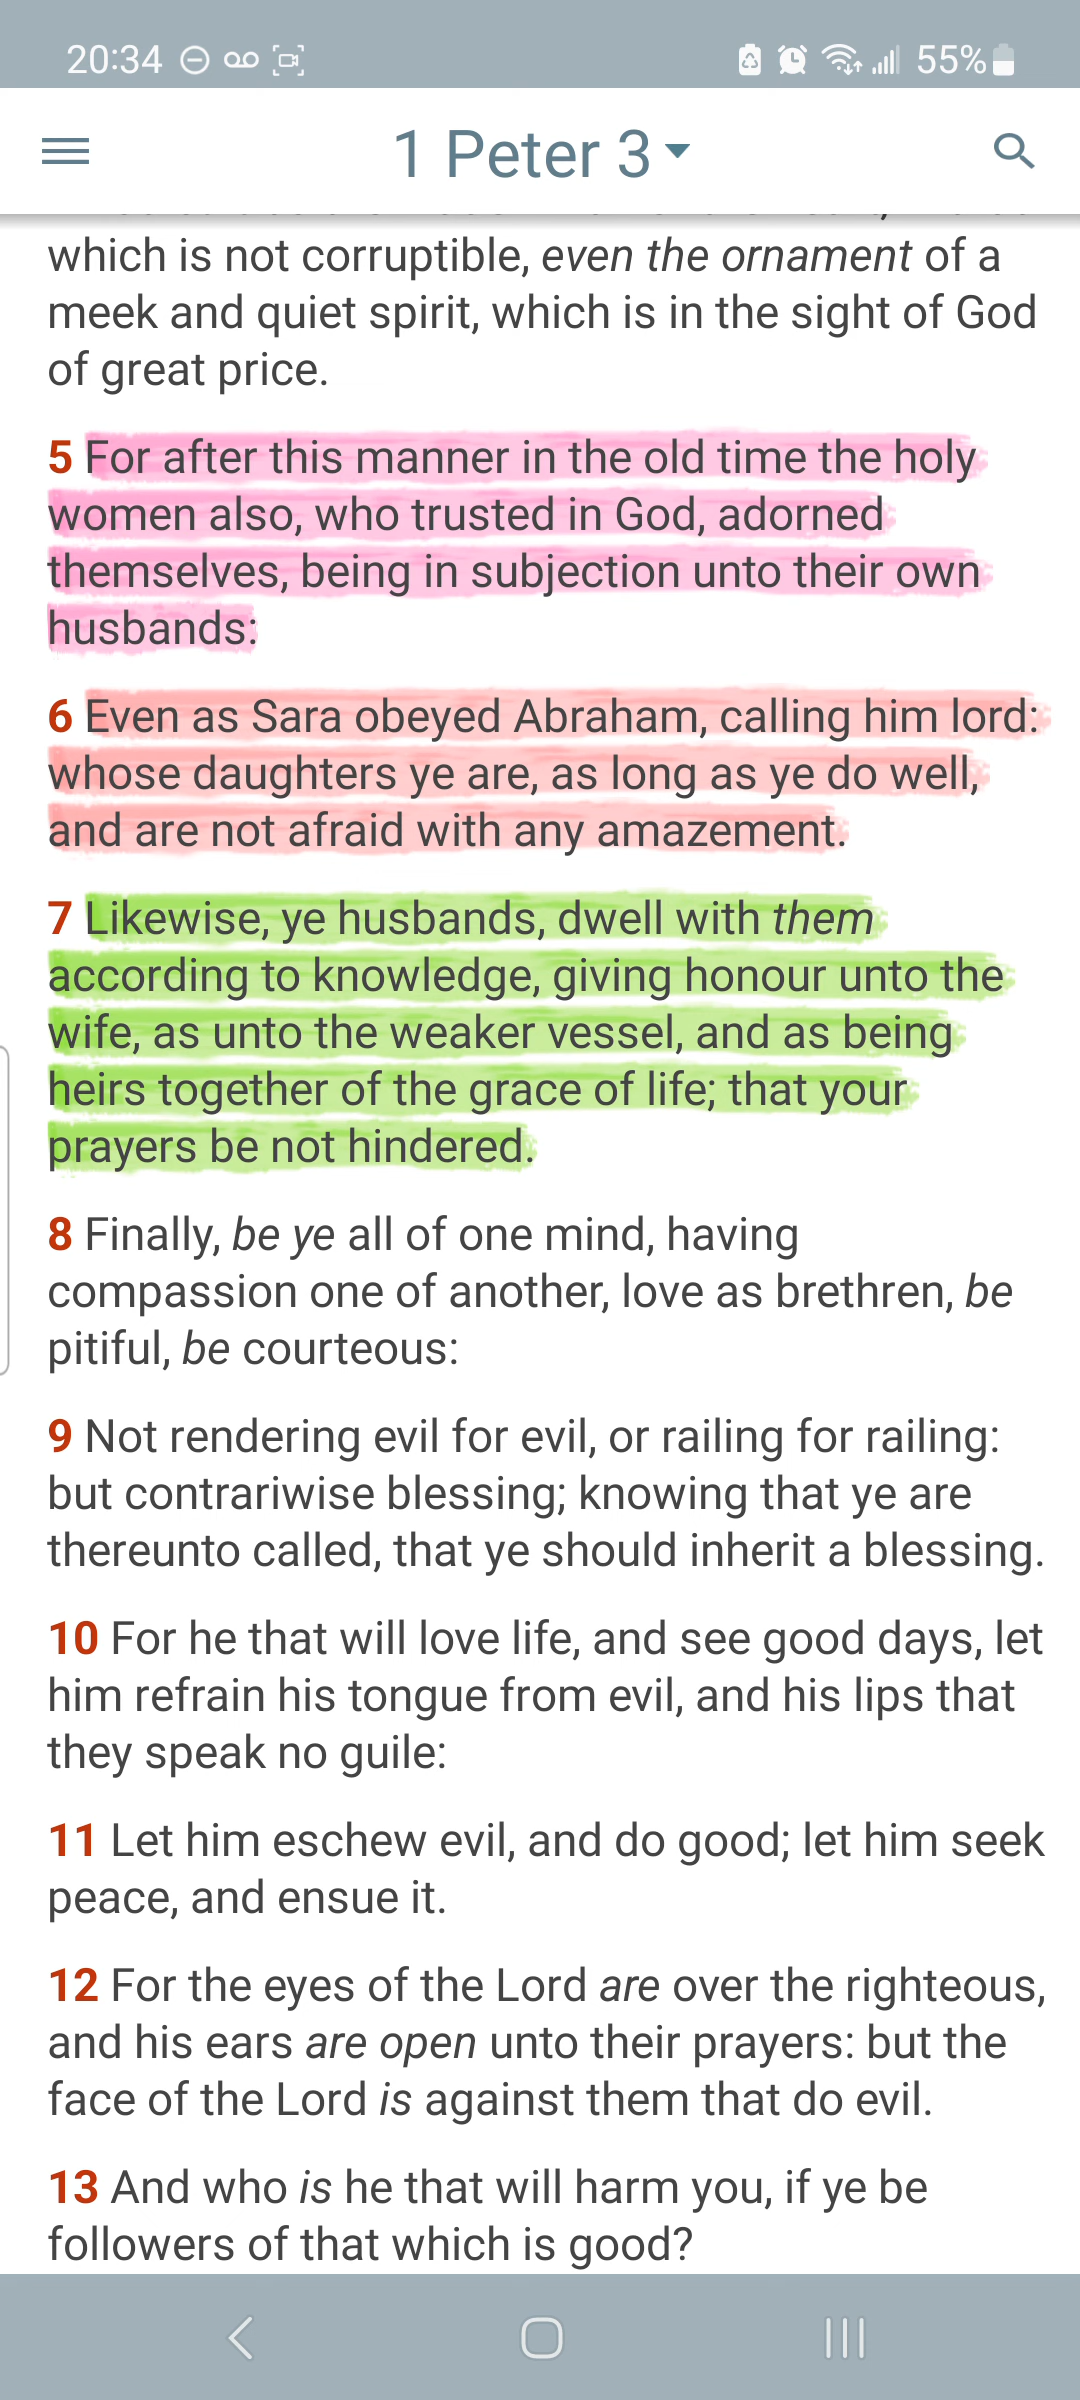 20:34 55%
1 Peter 3
which is not corruptible, even the ornament of a
meek and quiet spirit, which is in the sight of God
of great price.
5 For after this manner in the old time the holy
women also, who trusted in God, adorned
themselves, being in subjection unto their own
husbands:
6 Even as Sara obeyed Abraham, calling him lord:
whose daughters ye are, as long as ye do well,
and are not afraid with any amazement.
7 Likewise, ye husbands, dwell with them
according to knowledge, giving honour unto the
wife, as unto the weaker vessel, and as being
heirs together of the grace of life; that your
prayers be not hindered.
8 Finally, be ye all of one mind, having
compassion one of another, love as brethren, be
pitiful, be courteous:
9 Not rendering evil for evil, or railing for railing:
but contrariwise blessing; knowing that ye are
thereunto called, that ye should inherit a blessing.
10 For he that will love life, and see good days, let
him refrain his tongue from evil, and his lips that
they speak no guile:
11 Let him eschew evil, and do good; let him seek
peace, and ensue it.
12 For the eyes of the Lord are over the righteous,
and his ears are open unto their prayers: but the
face of the Lord is against them that do evil.
13 And who is he that will harm you, if ye be
followers of that which is good?